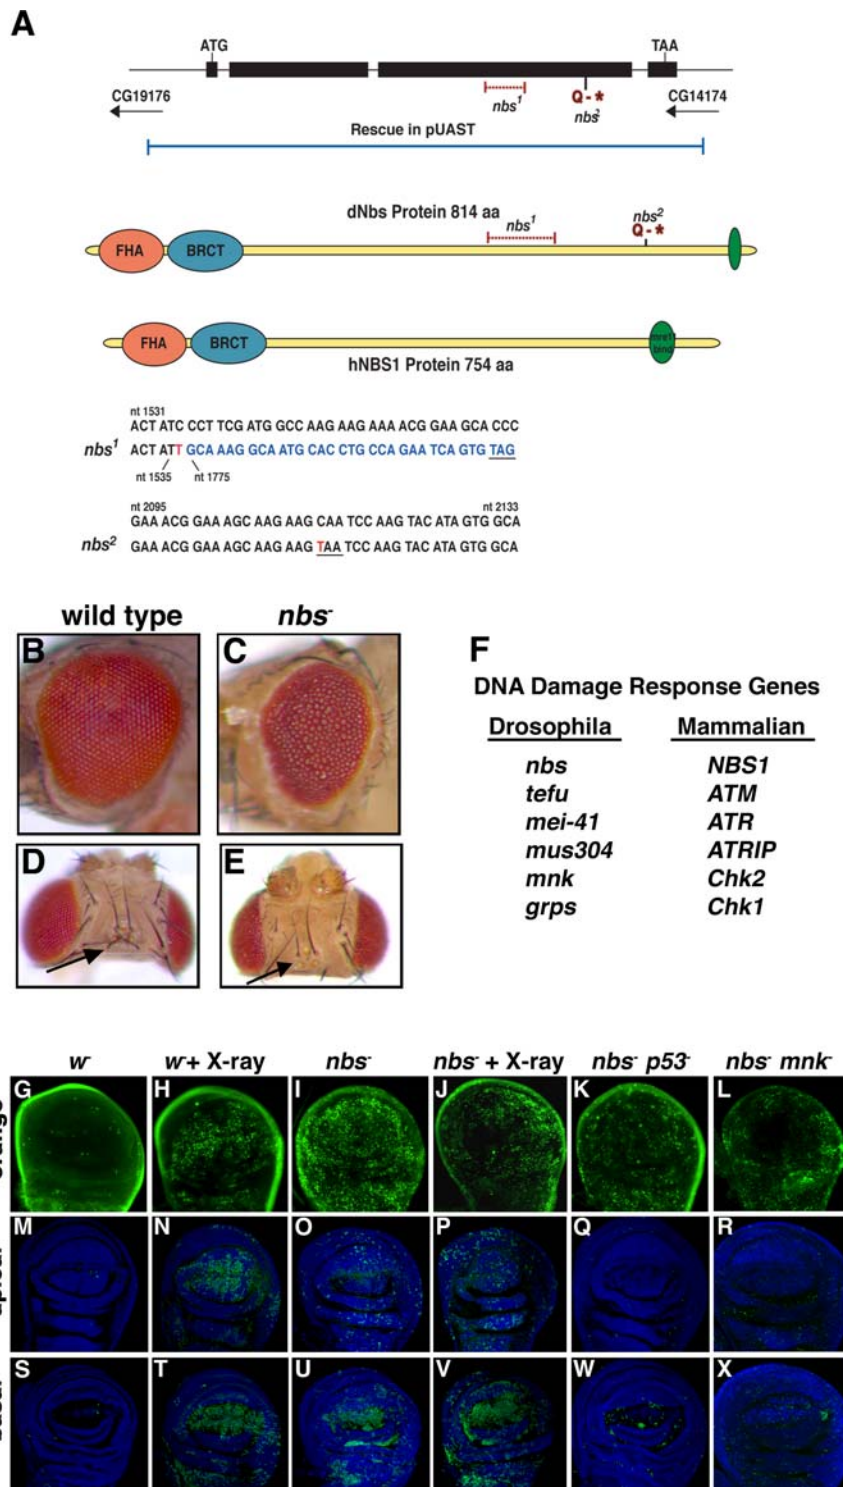 A
ATG TAA
CG19176 nbs1 Q - * nbs2 CG14174
Rescue in pUAST
dNbs Protein 814 aa
nbs1 nbs2
Q - *
FHA BRCT
FHA BRCT mre11
bind
hNBS1 Protein 754 aa
nt 1531
ACT ATC CCT TCG ATG GCC AAG AAG AAA ACG GAA GCA CCC
nbs1 ACT ATT GCA AAG GCA ATG CAC CTG CCA GAA TCA GTG TAG
nt 1535 nt 1775
nt 2095 nt 2133
GAA ACG GAA AGC AAG AAG CAA TCC AAG TAC ATA GTG GCA
nbs2 GAA ACG GAA AGC AAG AAG TAA TCC AAG TAC ATA GTG GCA
wild type nbs-
B C
D E
F
DNA Damage Response Genes
Drosophila Mammalian
nbs NBS1
tefu ATM
mei-41 ATR
mus304 ATRIP
mnk Chk2
grps Chk1
w- w-+ X-ray nbs- nbs- + X-ray nbs- p53- nbs- mnk-
G H I J K L
M N O P Q R
S T U V W X